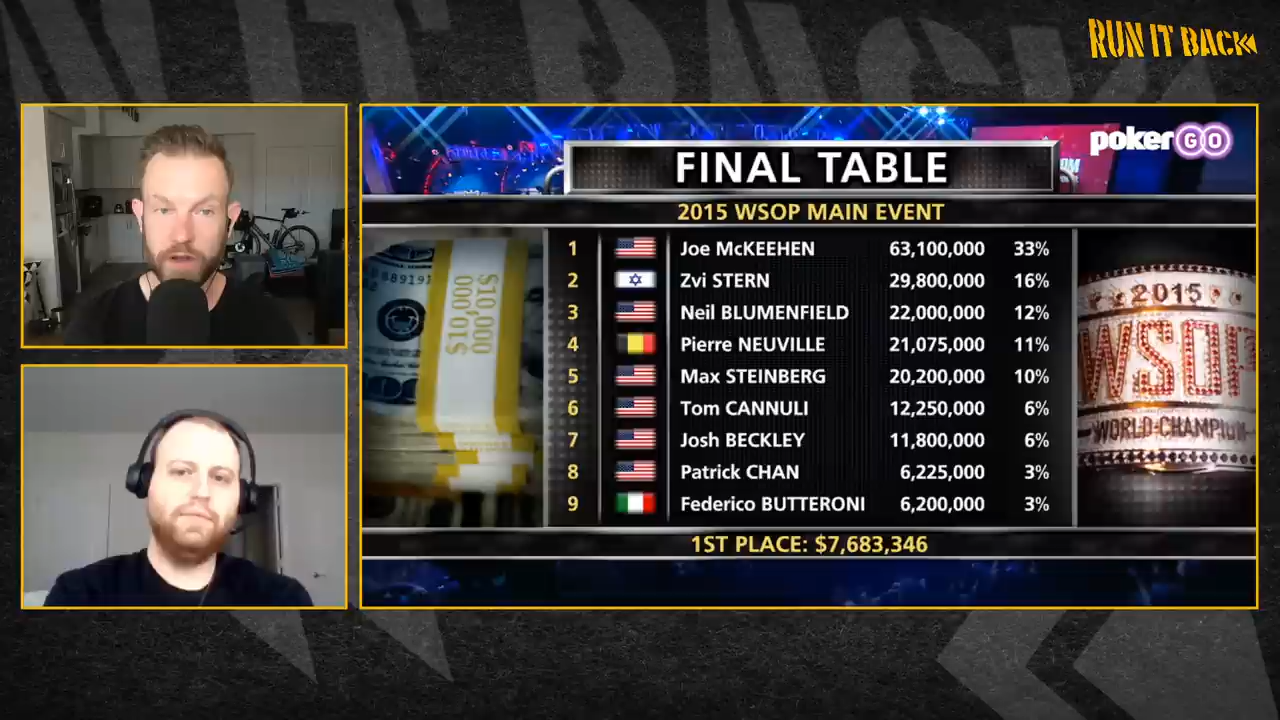 RUN IT BACK
pokerGO
FINAL TABLE
2015 WSOP MAIN EVENT
1 Joe McKEEHEN 63,100,000 33%
2 Zvi STERN 29,800,000 16%
3 Neil BLUMENFIELD 22,000,000 12%
4 Pierre NEUVILLE 21,075,000 11%
5 Max STEINBERG 20,200,000 10%
6 Tom CANNULI 12,250,000 6%
7 Josh BECKLEY 11,800,000 6%
8 Patrick CHAN 6,225,000 3%
9 Federico BUTTERONI 6,200,000 3%
1ST PLACE: $7,683,346
$10,000
$10,000
2015
WSOP
WORLD CHAMPION